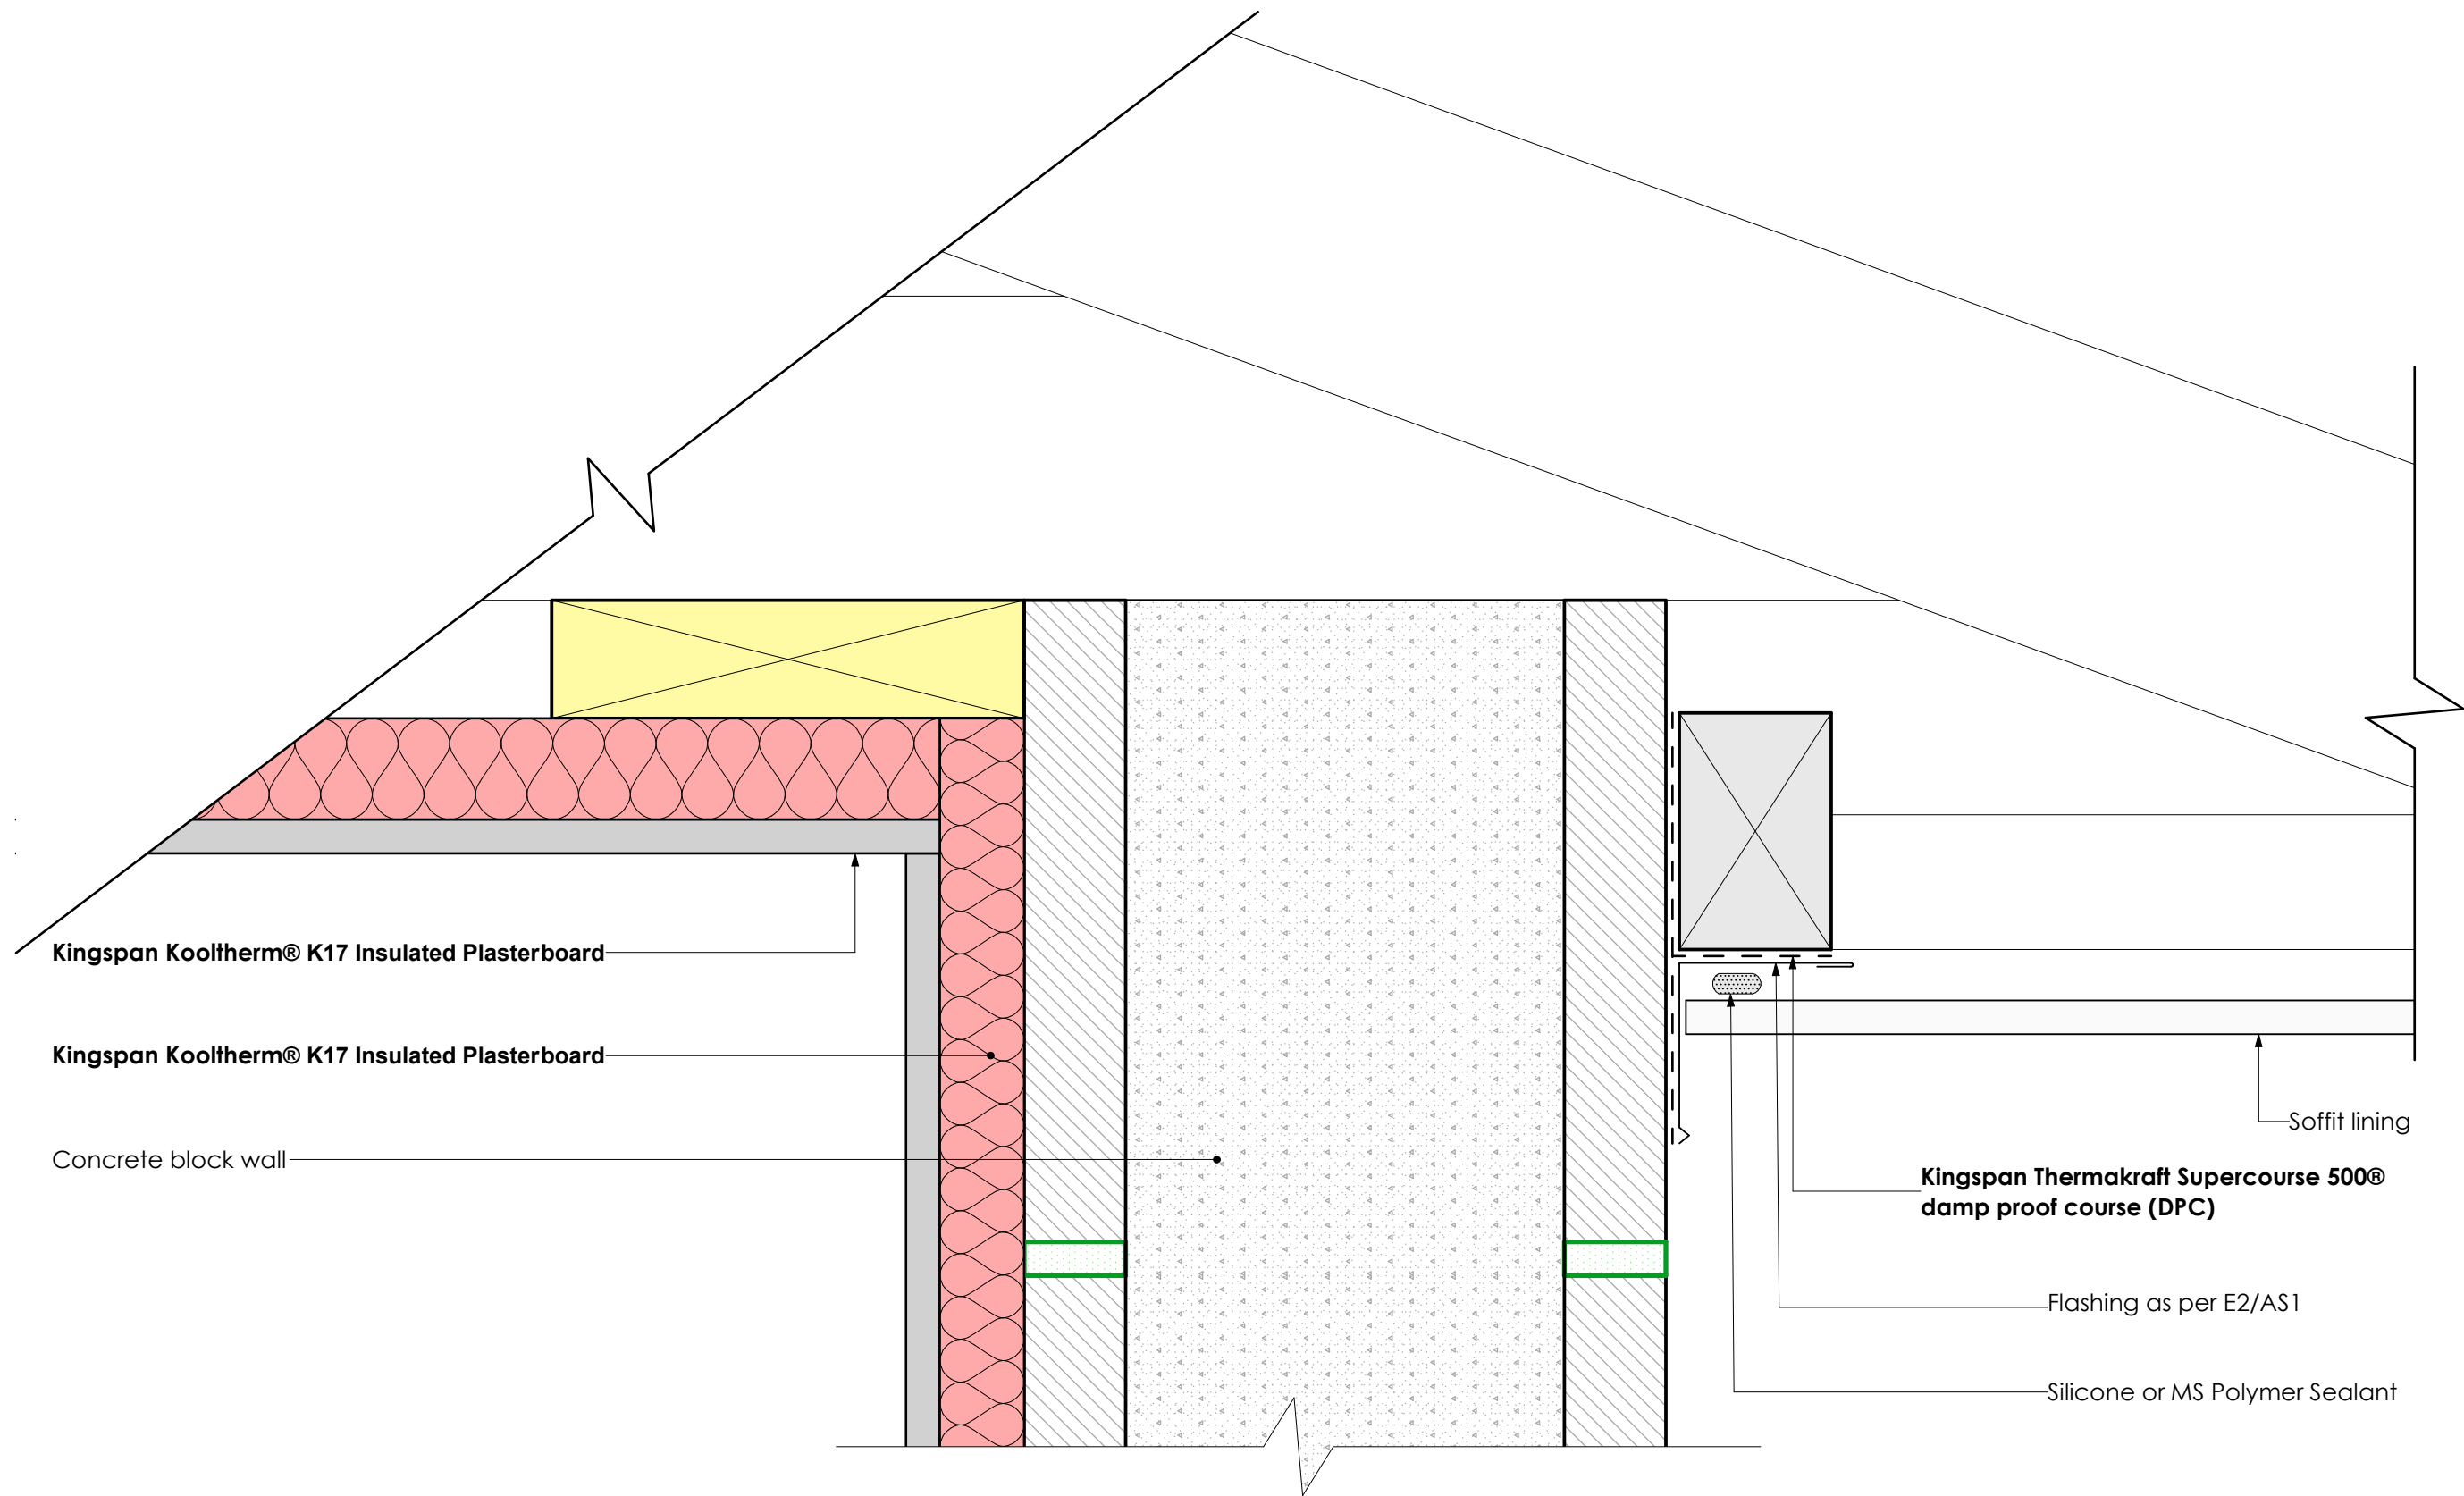 Kingspan Kooltherm® K17 Insulated Plasterboard
Kingspan Kooltherm® K17 Insulated Plasterboard
Concrete block wall
Soffit lining
Kingspan Thermakraft Supercourse 500®
damp proof course (DPC)
Flashing as per E2/AS1
Silicone or MS Polymer Sealant